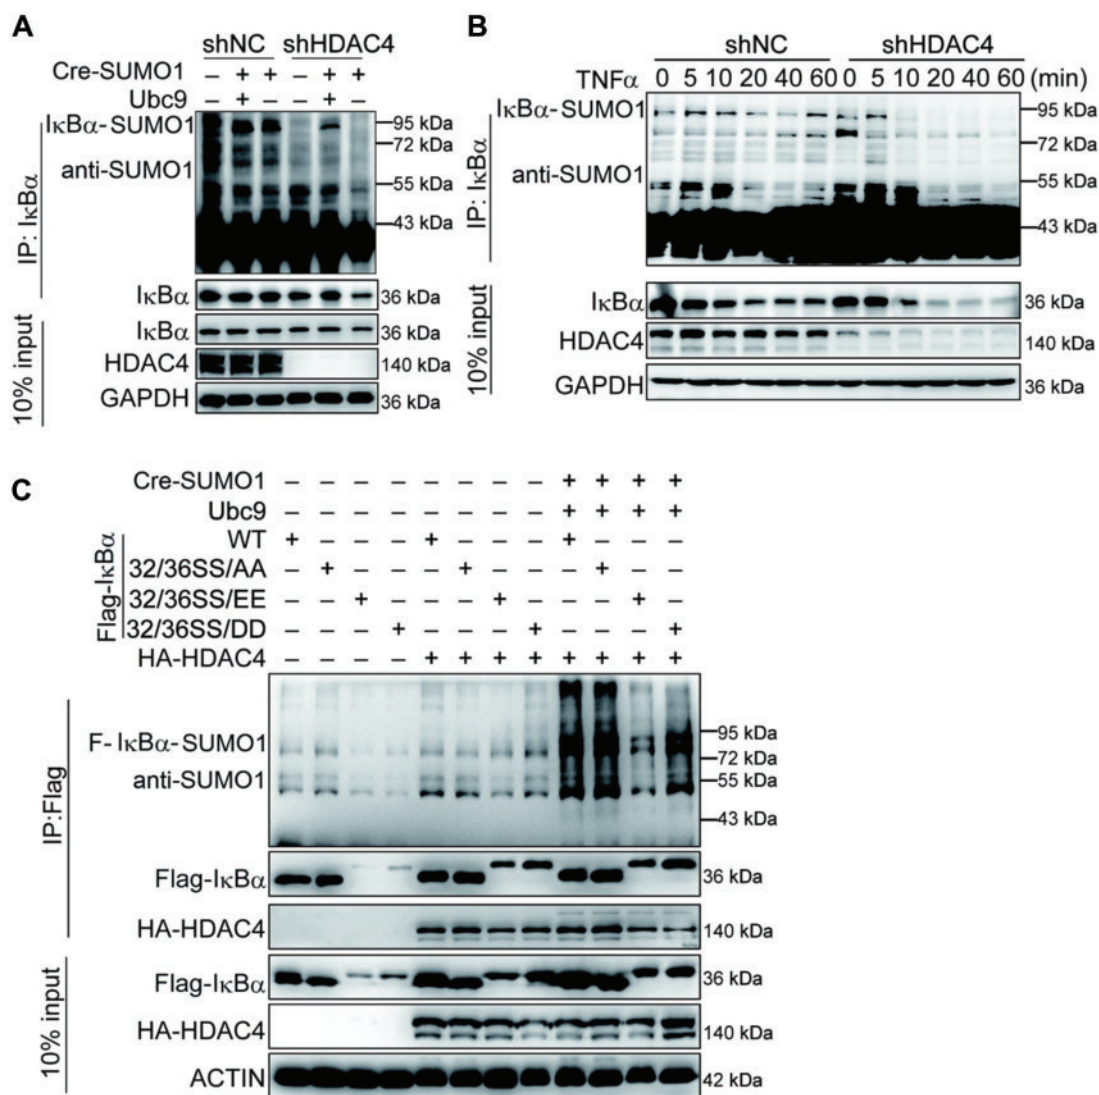 A
shNC shHDAC4
Cre-SUMO1 – + + – + +
Ubc9 – + – – + –
IP: IκBα
IκBα-SUMO1
anti-SUMO1
95 kDa
72 kDa
55 kDa
43 kDa
IκBα 36 kDa
10% input
IκBα 36 kDa
HDAC4 140 kDa
GAPDH 36 kDa
B
shNC shHDAC4
TNFα 0 5 10 20 40 60 0 5 10 20 40 60 (min)
IP: IκBα
IκBα-SUMO1
anti-SUMO1
95 kDa
72 kDa
55 kDa
43 kDa
10% input
IκBα 36 kDa
HDAC4 140 kDa
GAPDH 36 kDa
C
Cre-SUMO1 – – – – – – – – + + + +
Ubc9 – – – – – – – – + + + +
Flag-IκBα
WT + – – – + – – – + – – –
32/36SS/AA – + – – – + – – – + – –
32/36SS/EE – – + – – – + – – – + –
32/36SS/DD – – – + – – – + – – – +
HA-HDAC4 – – – – + + + + + + + +
IP:Flag
F- IκBα-SUMO1
anti-SUMO1
95 kDa
72 kDa
55 kDa
43 kDa
Flag-IκBα 36 kDa
HA-HDAC4 140 kDa
10% input
Flag-IκBα 36 kDa
HA-HDAC4 140 kDa
ACTIN 42 kDa